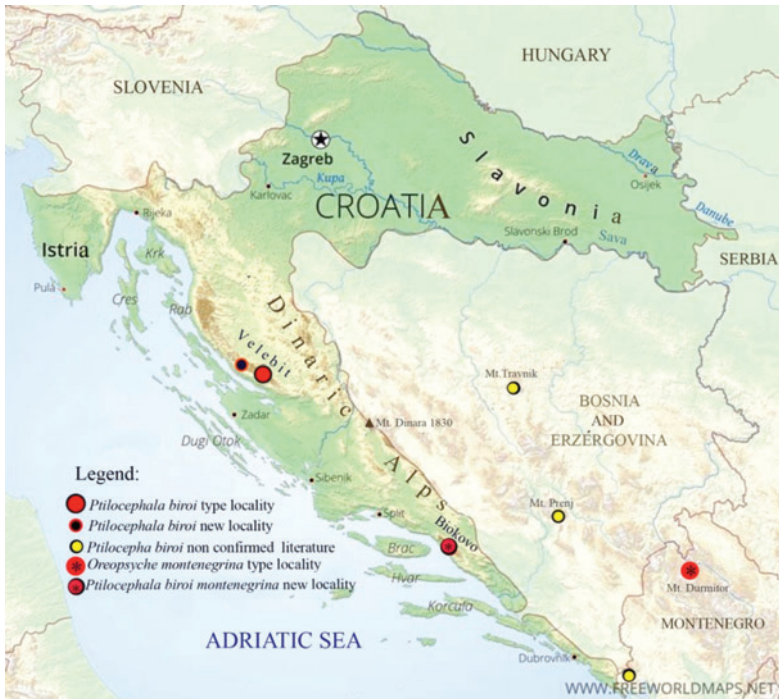 HUNGARY
SLOVENIA
Zagreb
Kupa
Karlovac
CROATIA
Slavonia
Drava
Osijek
Danube
Slavonski Brod
Sava
SERBIA
Rijeka
Istria
Krk
Pula
Cres
Rab
Velebit
Dinaric
Alps
Zadar
Dugi Otok
Mt. Dinara 1830
Mt.Travnik
BOSNIA
AND
ERZÉRGOVINA
Legend:
Ptilocephala biroi type locality
Ptilocephala biroi new locality
Ptilocepha biroi non confirmed literature
Oreopsyche montenegrina type locality
Ptilocephala biroi montenegrina new locality
Sibenik
Split
Biokovo
Brac
Hvar
Korcula
Mt. Prenj
Mt. Durmitor
MONTENEGRO
ADRIATIC SEA
Dubrovnik
WWW.FREEWORLDMAPS.NET